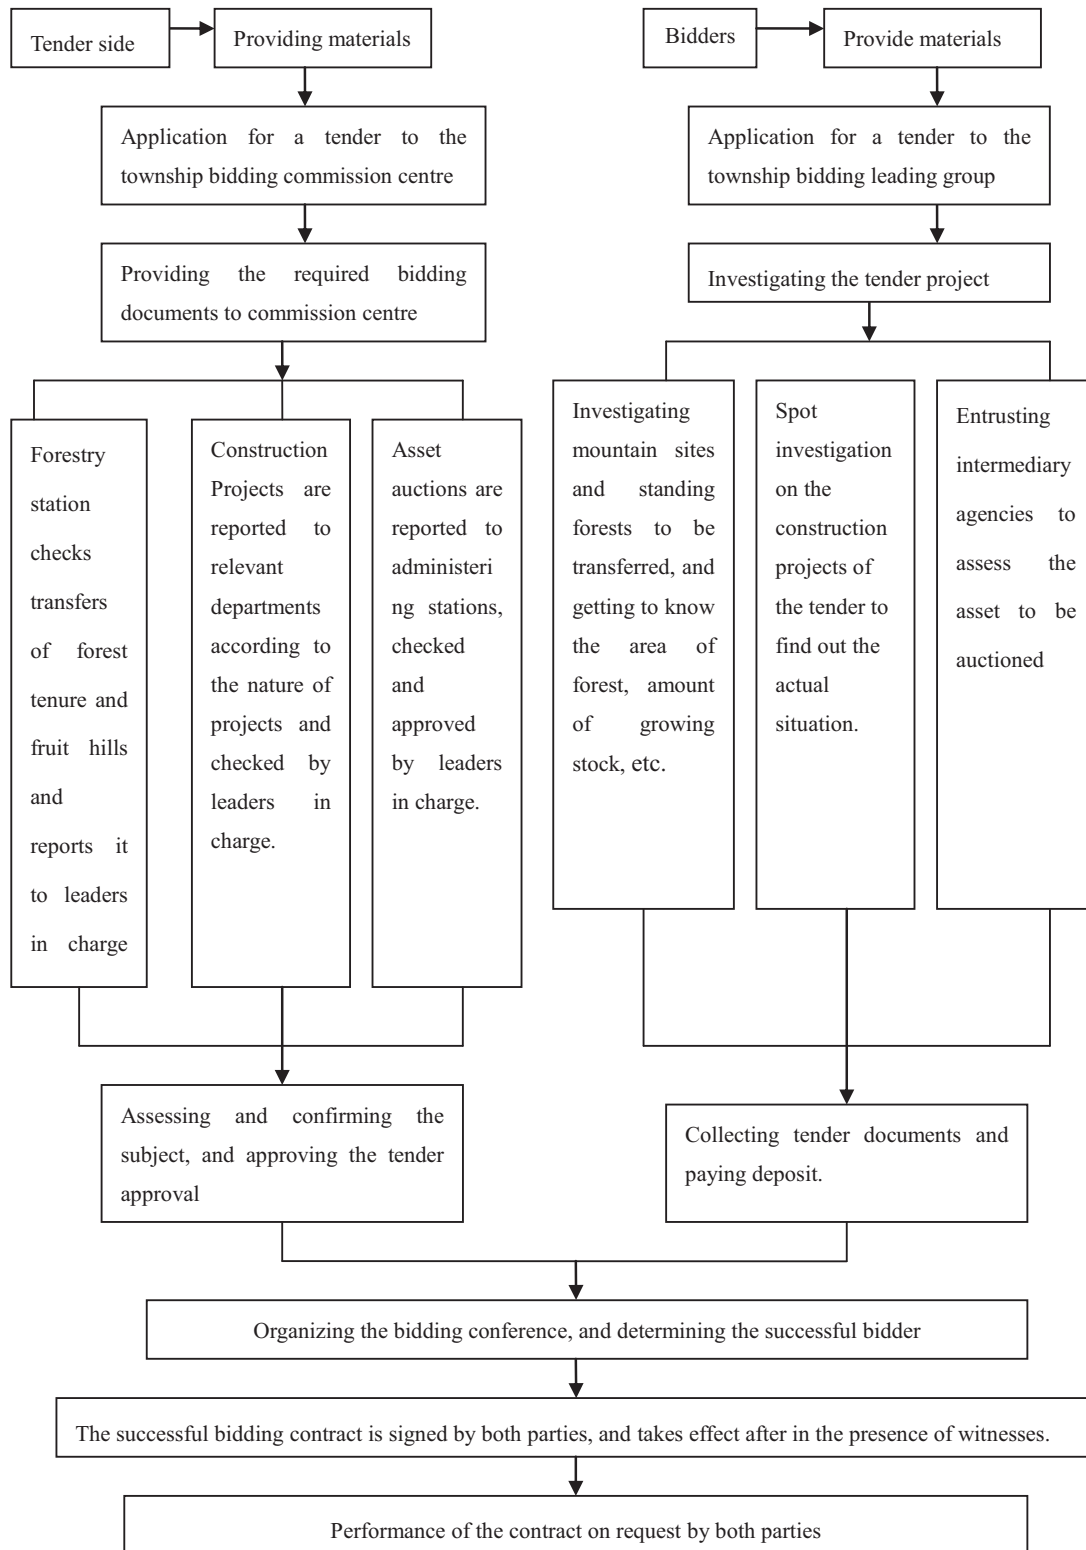 Tender side
Providing materials
Bidders
Provide materials
Application for a tender to the
township bidding commission centre
Application for a tender to the
township bidding leading group
Providing the required bidding
documents to commission centre
Investigating the tender project
Forestry
station
checks
transfers
of forest
tenure and
fruit hills
and
reports it
to leaders
in charge
Construction
Projects are
reported to
relevant
departments
according to
the nature of
projects and
checked by
leaders in
charge.
Asset
auctions are
reported to
administeri
ng stations,
checked
and
approved
by leaders
in charge.
Investigating
mountain sites
and standing
forests to be
transferred, and
getting to know
the area of
forest, amount
of growing
stock, etc.
Spot
investigation
on the
construction
projects of
the tender to
find out the
actual
situation.
Entrusting
intermediary
agencies to
assess the
asset to be
auctioned
Assessing and confirming the
subject, and approving the tender
approval
Collecting tender documents and
paying deposit.
Organizing the bidding conference, and determining the successful bidder
The successful bidding contract is signed by both parties, and takes effect after in the presence of witnesses.
Performance of the contract on request by both parties